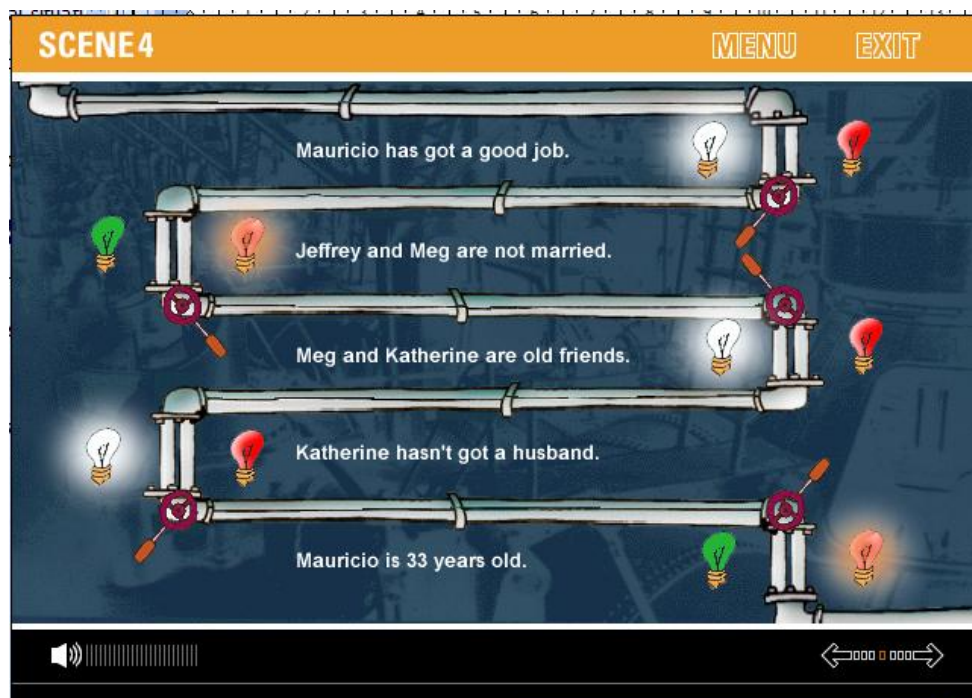 SCENE 4
MENU
EXIT
Mauricio has got a good job.
Jeffrey and Meg are not married.
Meg and Katherine are old friends.
Katherine hasn't got a husband.
Mauricio is 33 years old.